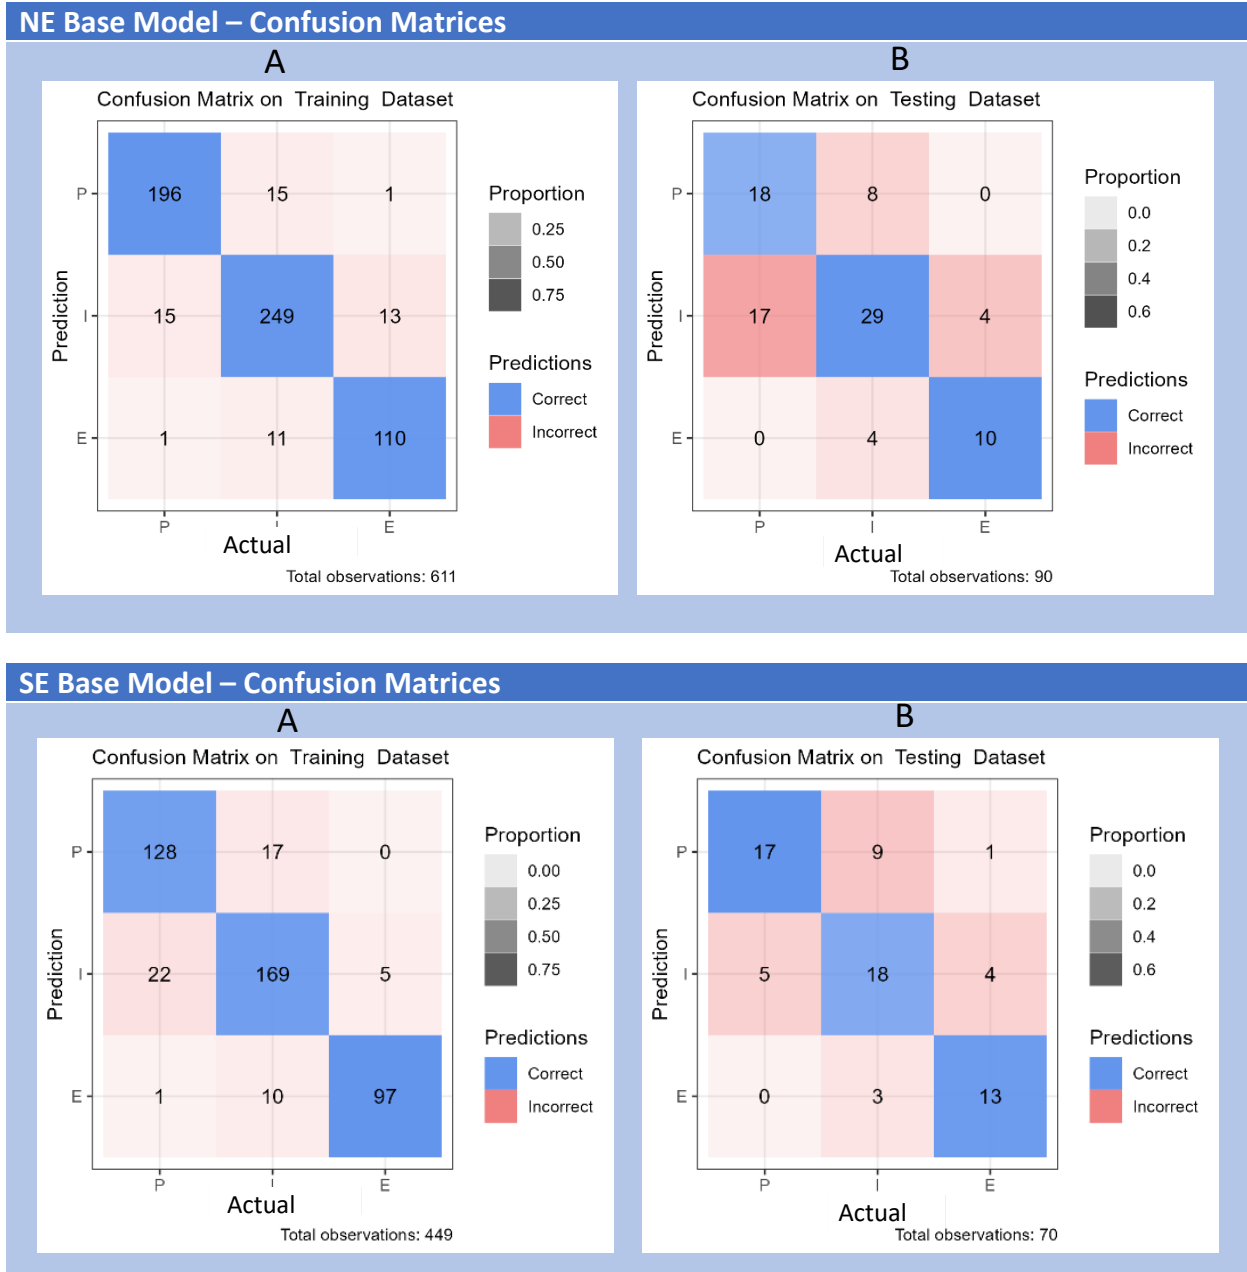 NE Base Model – Confusion Matrices
A
Confusion Matrix on Training Dataset
Prediction
P
196 15 1
I
15 249 13
E
1 11 110
P I E
Actual
Total observations: 611
Proportion
0.25
0.50
0.75
Predictions
Correct
Incorrect
B
Confusion Matrix on Testing Dataset
Prediction
P
18 8 0
I
17 29 4
E
0 4 10
P I E
Actual
Total observations: 90
Proportion
0.0
0.2
0.4
0.6
Predictions
Correct
Incorrect
SE Base Model – Confusion Matrices
A
Confusion Matrix on Training Dataset
Prediction
P
128 17 0
I
22 169 5
E
1 10 97
P I E
Actual
Total observations: 449
Proportion
0.00
0.25
0.50
0.75
Predictions
Correct
Incorrect
B
Confusion Matrix on Testing Dataset
Prediction
P
17 9 1
I
5 18 4
E
0 3 13
P I E
Actual
Total observations: 70
Proportion
0.0
0.2
0.4
0.6
Predictions
Correct
Incorrect